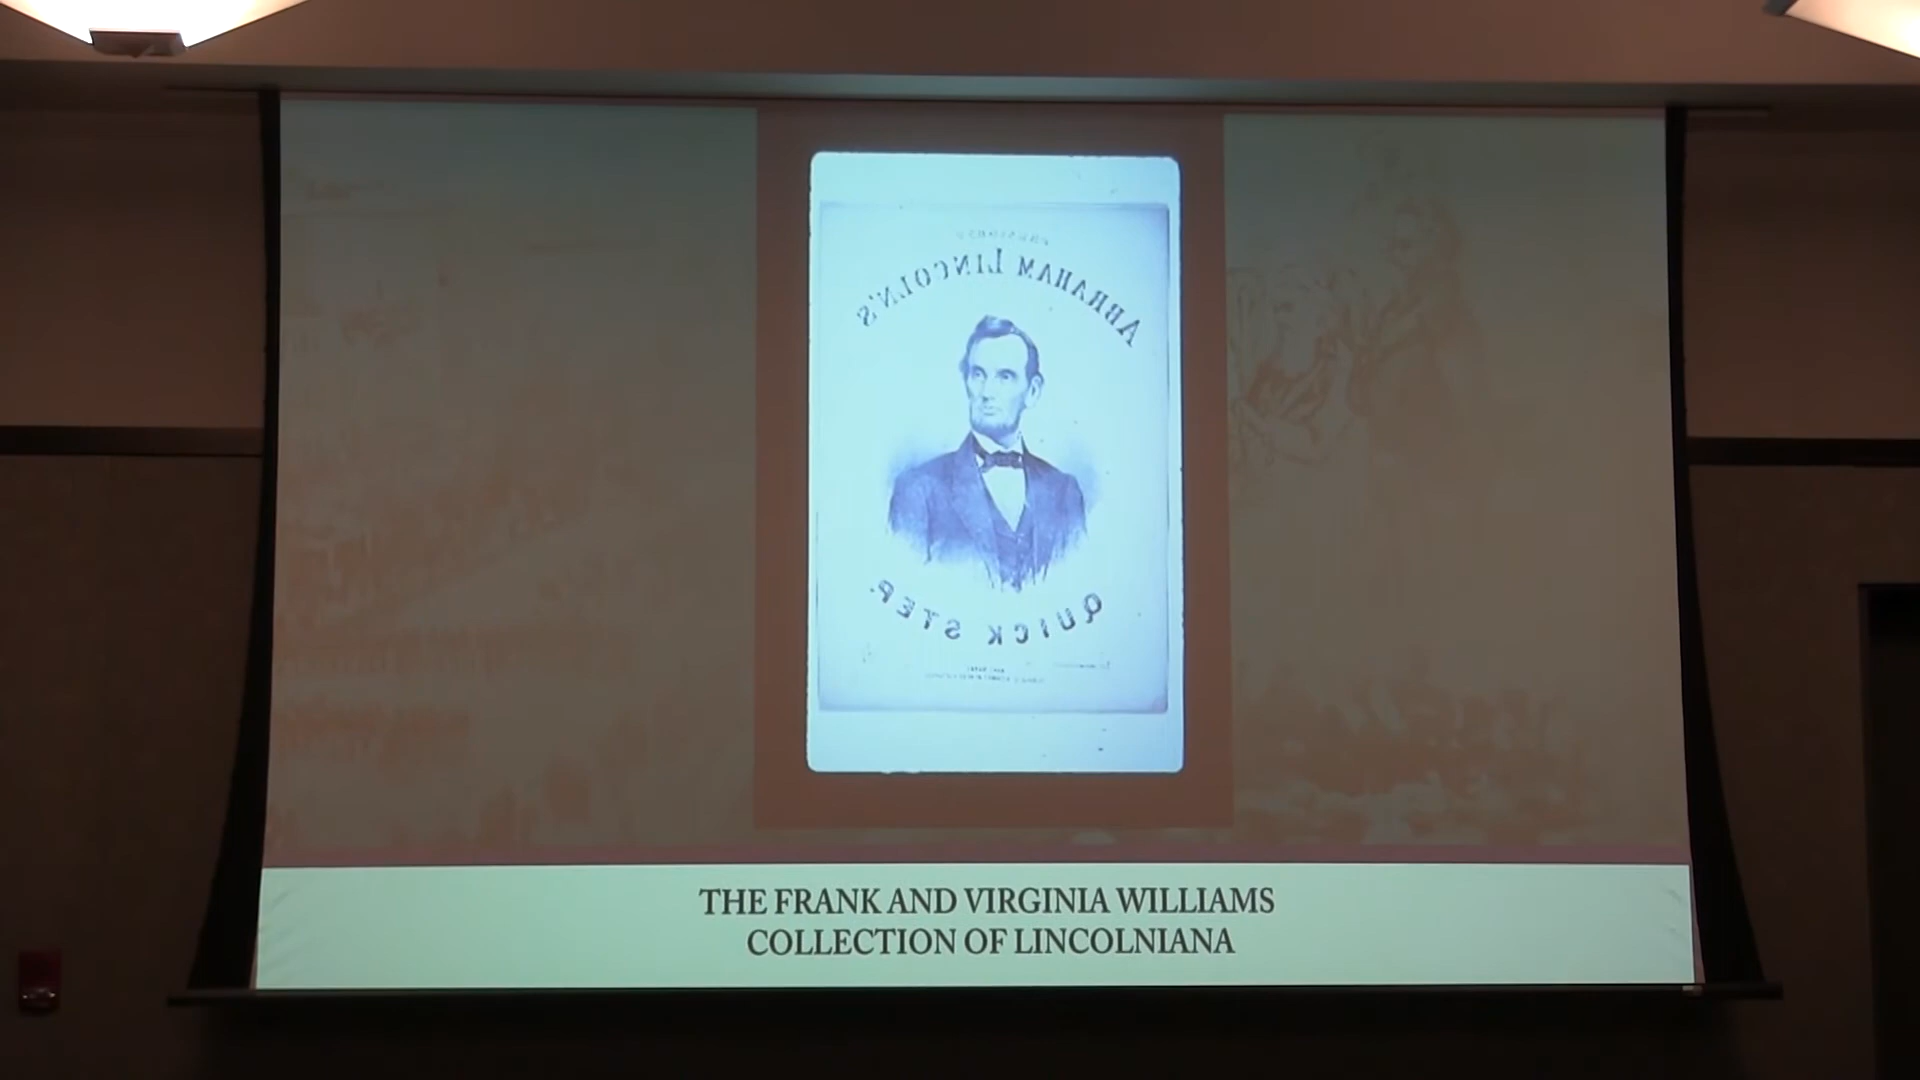 PRESIDENT
ABRAHAM LINCOLN'S
QUICK STEP.
THE FRANK AND VIRGINIA WILLIAMS
COLLECTION OF LINCOLNIANA